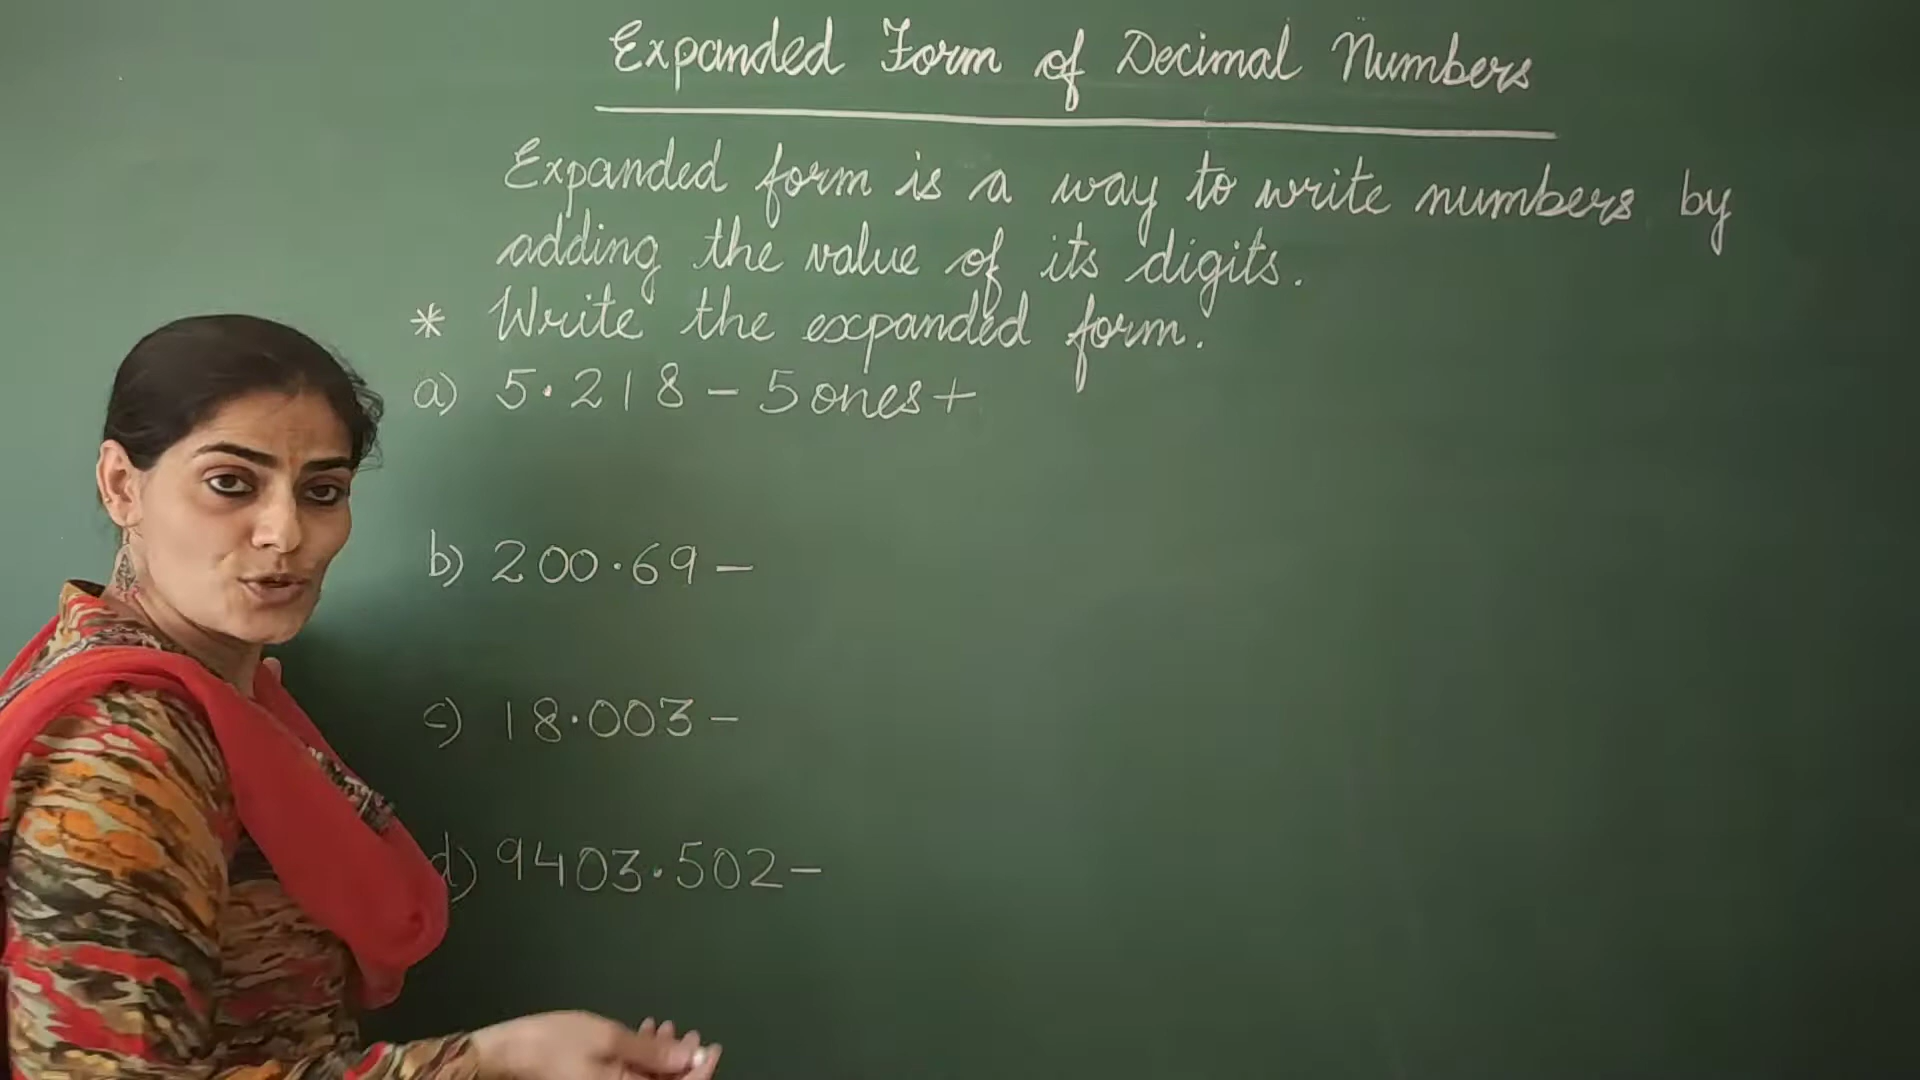 Expanded Form of Decimal Numbers
Expanded form is a way to write numbers by
adding the value of its digits.
* Write the expanded form.
a) 5.218 - 5 ones +
b) 200.69 -
c) 18.003 -
d) 9403.502 -